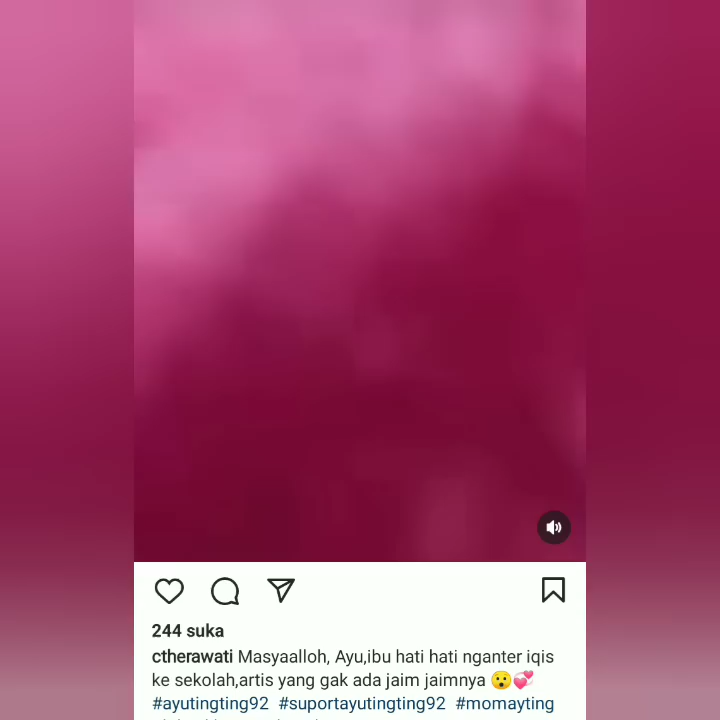 244 suka
ctherawati Masyaalloh, Ayu,ibu hati hati nganter iqis
ke sekolah,artis yang gak ada jaim jaimnya 😮💞
#ayutingting92 #suportayutingting92 #momayting